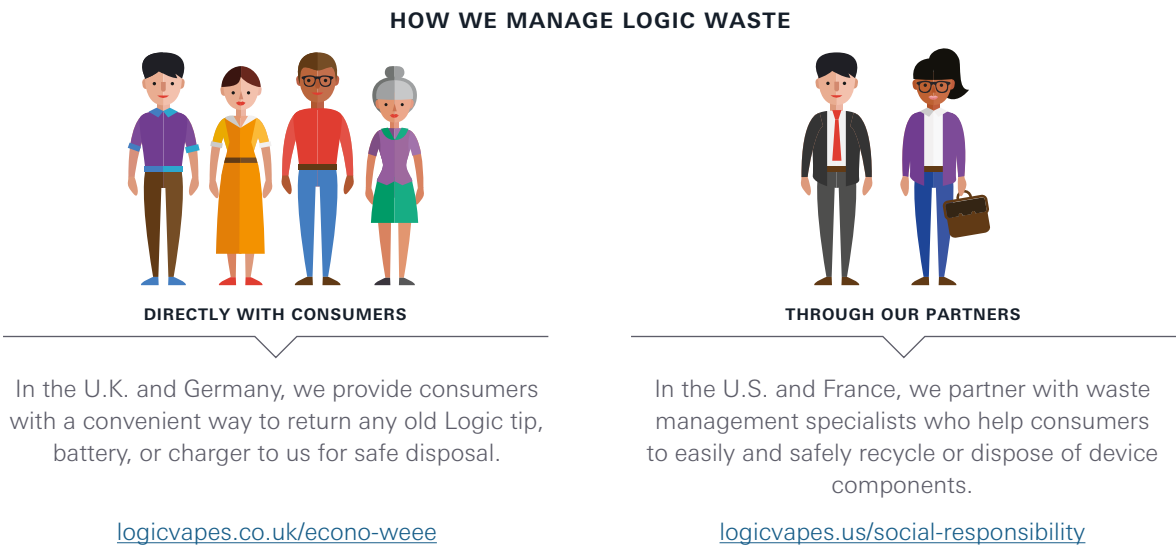 HOW WE MANAGE LOGIC WASTE
DIRECTLY WITH CONSUMERS
In the U.K. and Germany, we provide consumers
with a convenient way to return any old Logic tip,
battery, or charger to us for safe disposal.
logicvapes.co.uk/econo-weee
THROUGH OUR PARTNERS
In the U.S. and France, we partner with waste
management specialists who help consumers
to easily and safely recycle or dispose of device
components.
logicvapes.us/social-responsibility